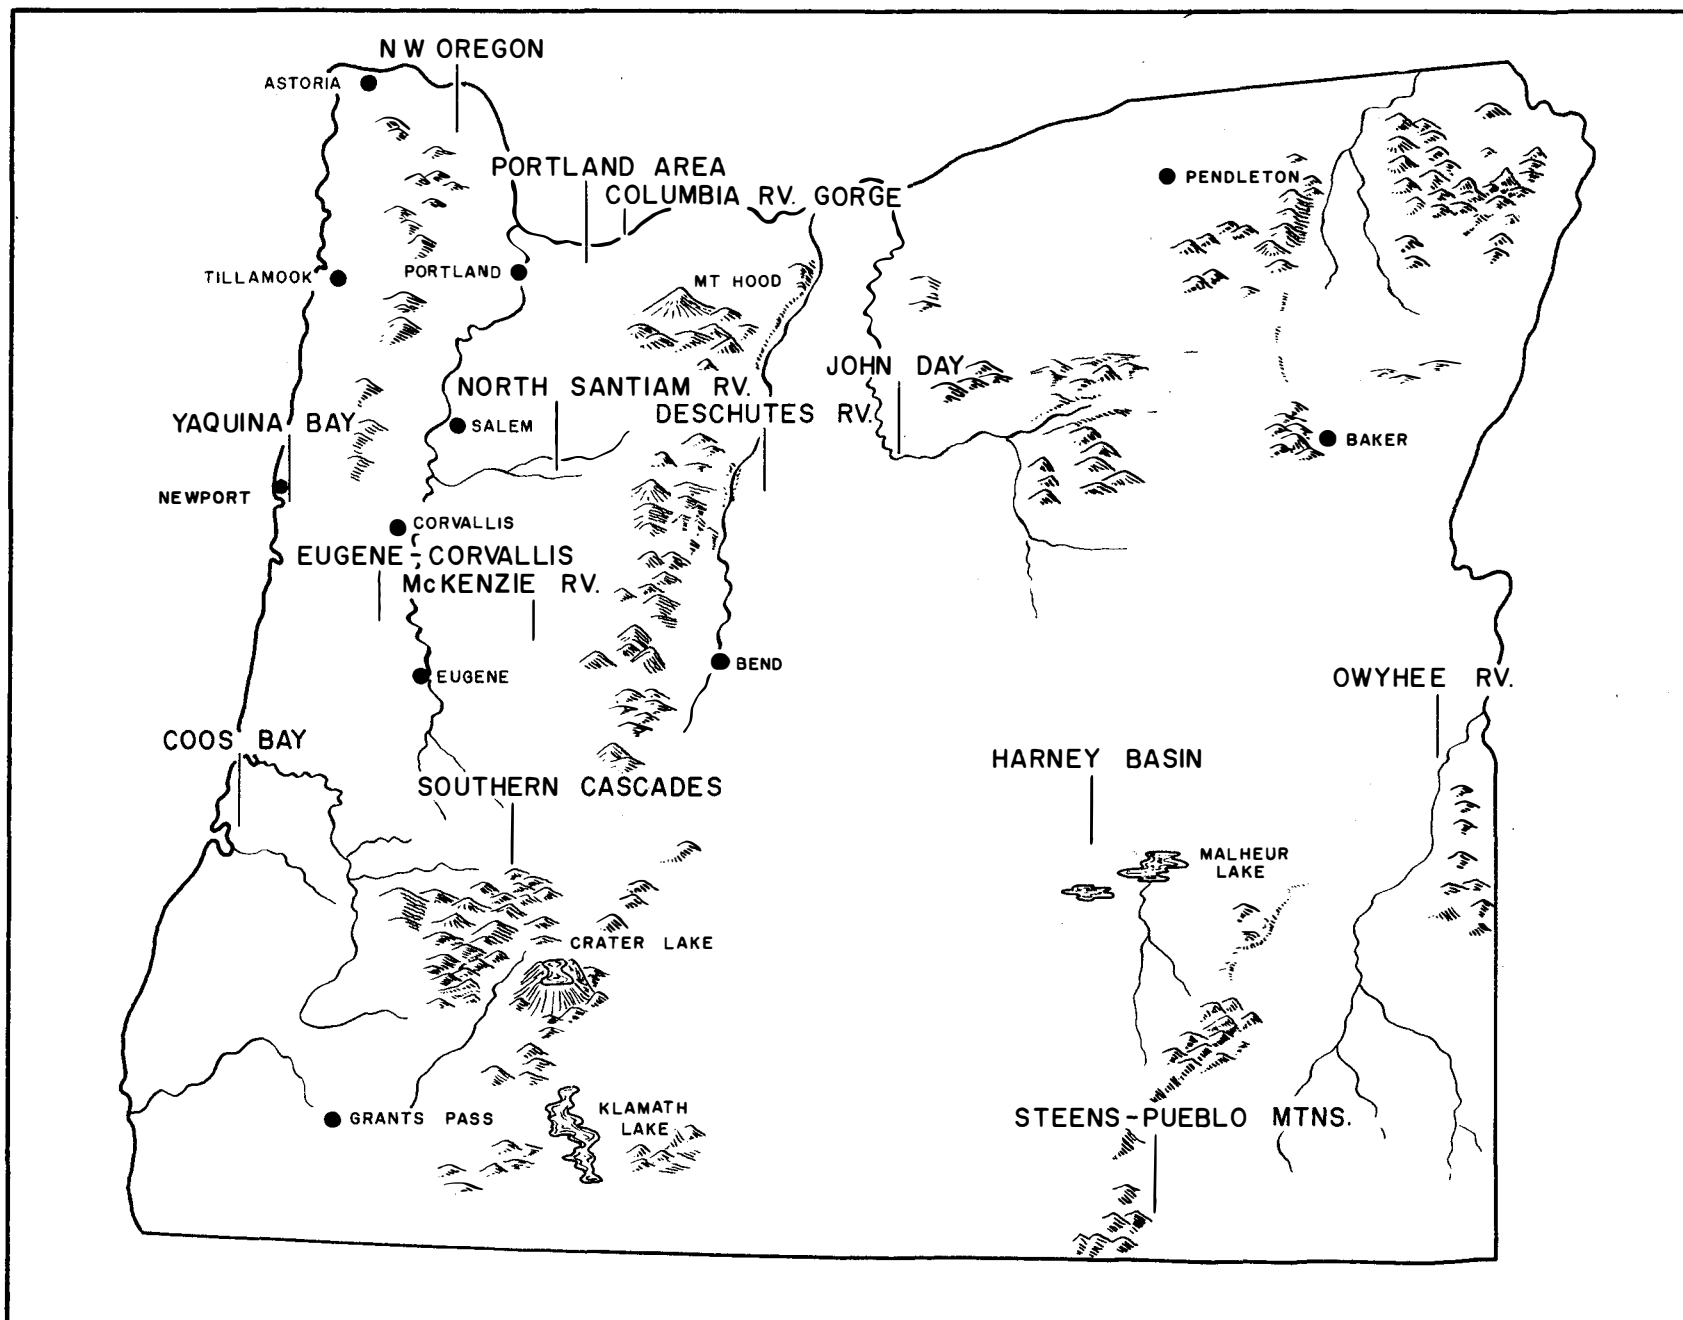 NW OREGON
ASTORIA
PORTLAND AREA
COLUMBIA RV. GORGE
PENDLETON
TILLAMOOK
PORTLAND
MT HOOD
JOHN DAY
NORTH SANTIAM RV.
DESCHUTES RV.
YAQUINA BAY
SALEM
BAKER
NEWPORT
CORVALLIS
EUGENE-CORVALLIS
McKENZIE RV.
BEND
EUGENE
OWYHEE RV.
COOS BAY
HARNEY BASIN
SOUTHERN CASCADES
MALHEUR
LAKE
CRATER LAKE
GRANTS PASS
KLAMATH
LAKE
STEENS-PUEBLO MTNS.